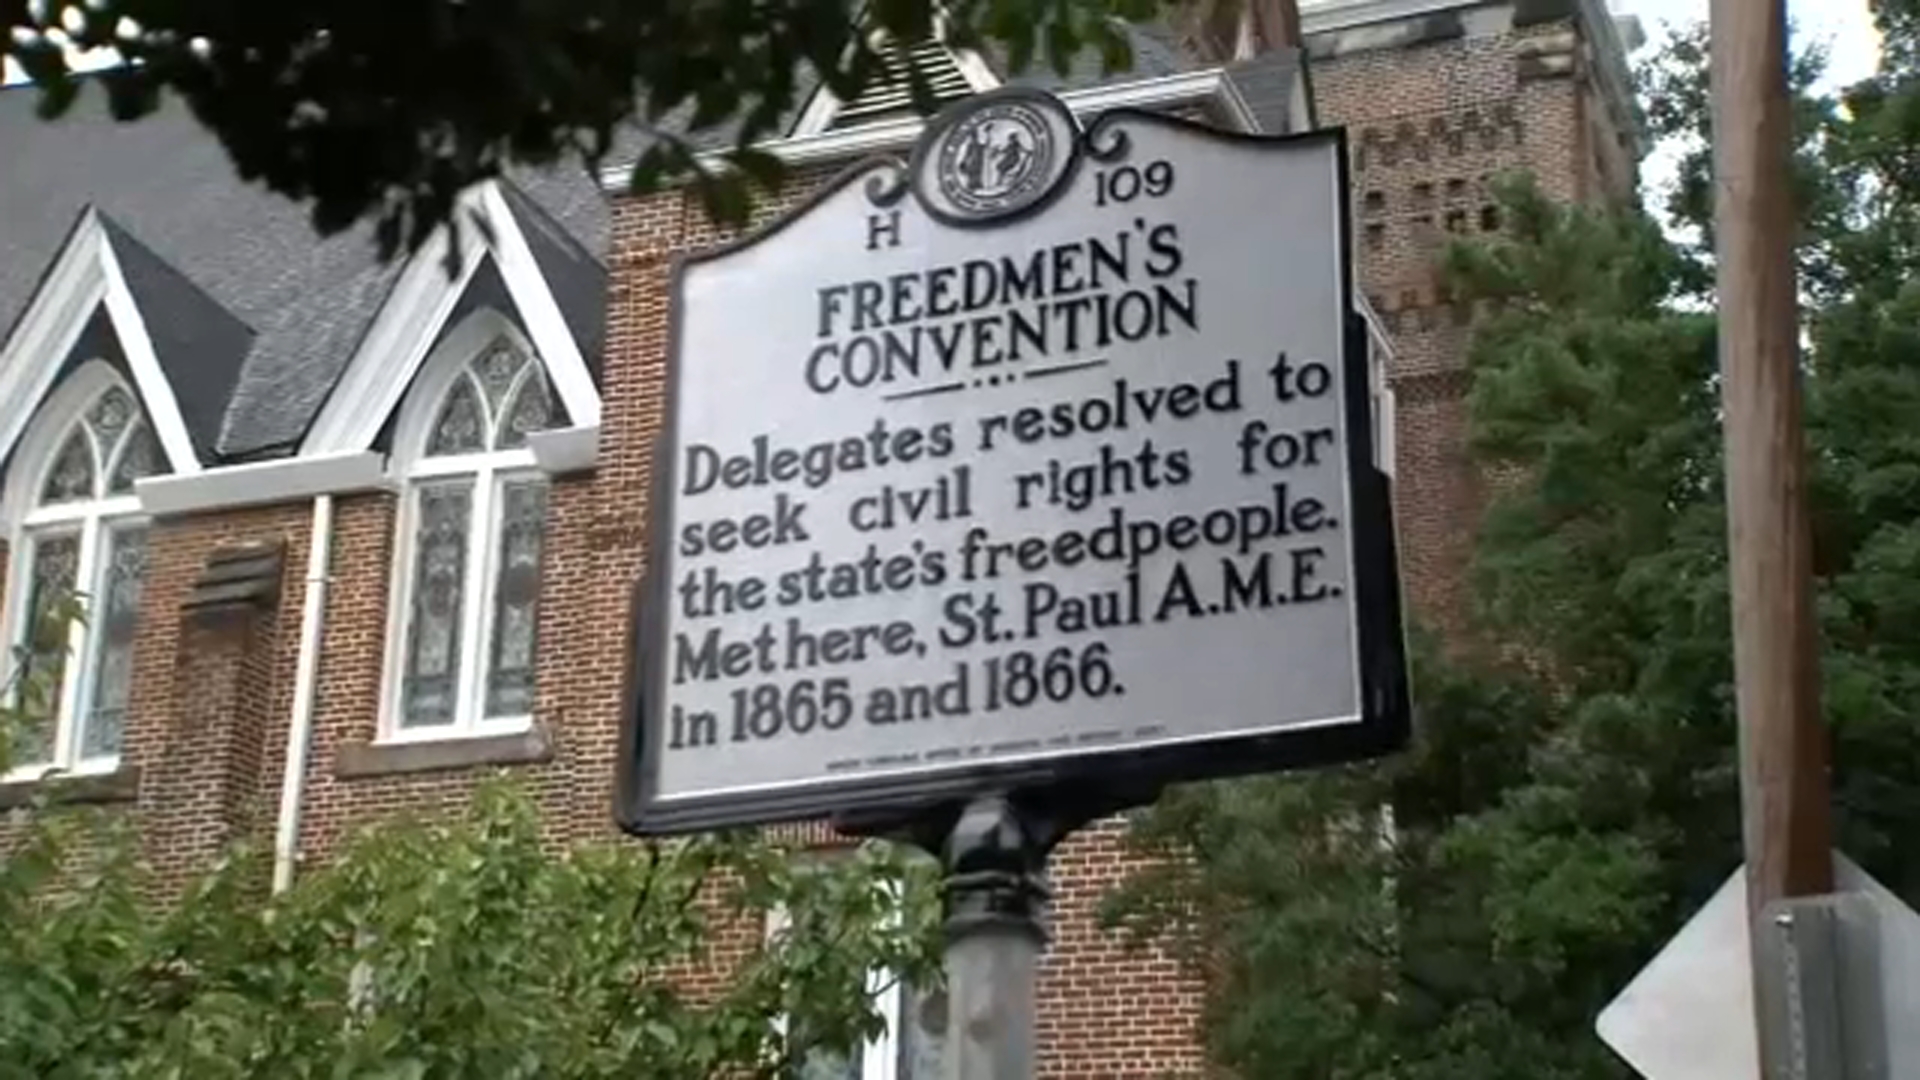 H 109
FREEDMEN'S
CONVENTION
Delegates resolved to
seek civil rights for
the state's freedpeople.
Met here, St. Paul A.M.E.
in 1865 and 1866.